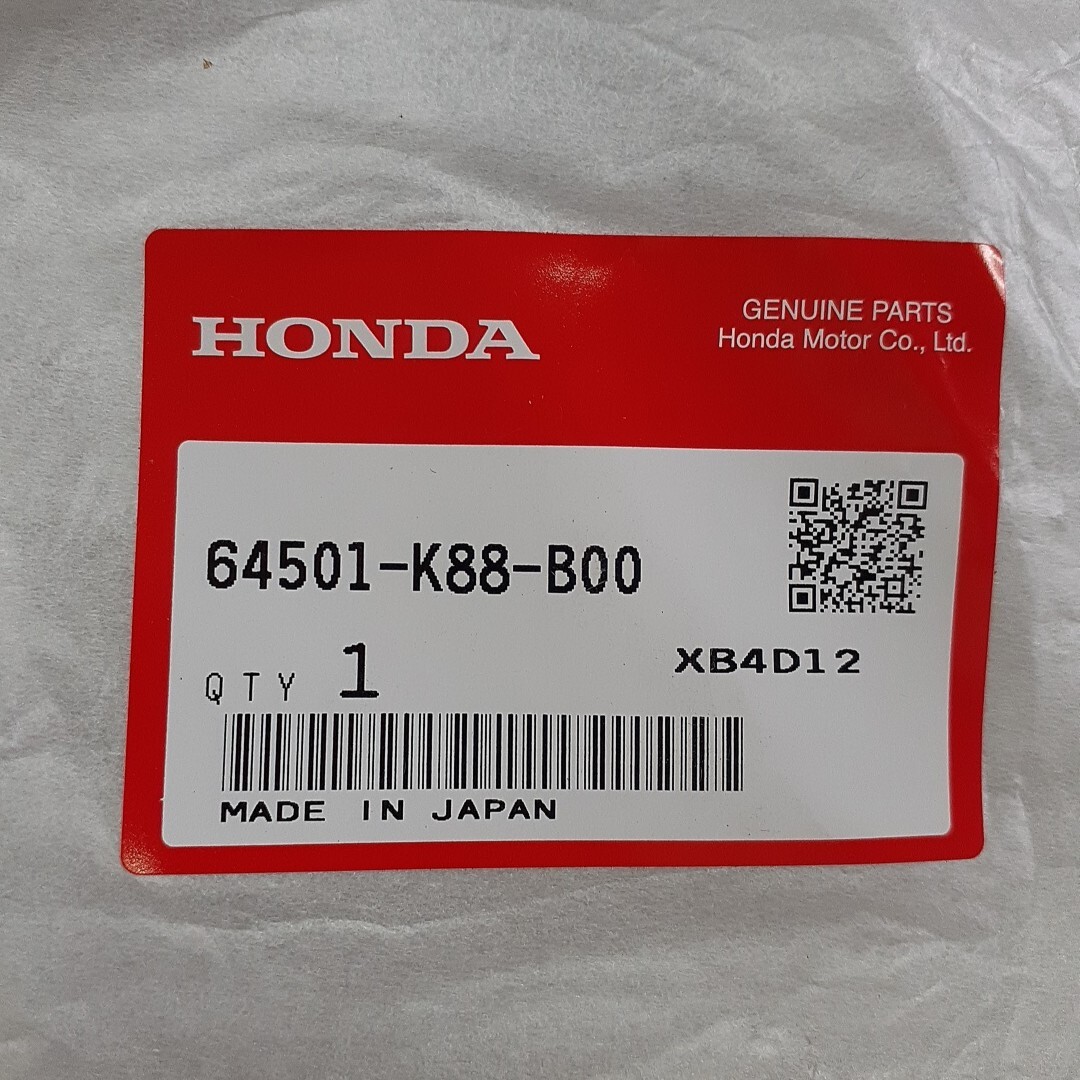 HONDA
GENUINE PARTS
Honda Motor Co., Ltd.
64501-K88-B00
QTY 1
XB4D12
MADE IN JAPAN